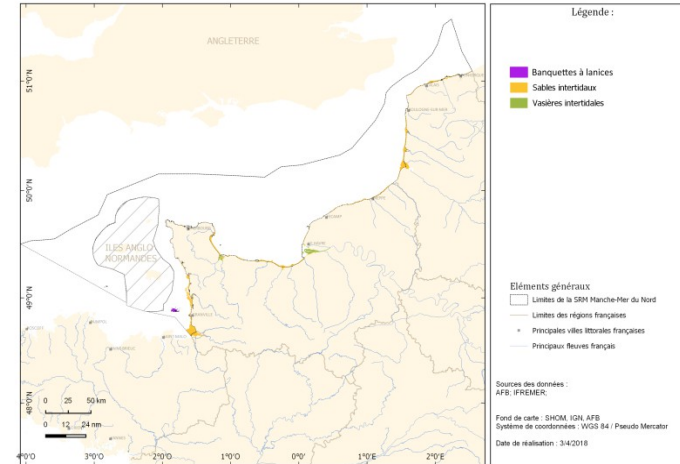 Légende :
Banquettes à lanices
Sables intertidaux
Vasières intertidales
ANGLETERRE
ILES ANGLO
NORMANDES
51°0'N
50°0'N
49°0'N
48°0'N
4°0'O
3°0'O
2°0'O
1°0'O
0°0'
1°0'E
2°0'E
0 25 50 km
0 12 24 nm
Eléments généraux
Limites de la SRM Manche-Mer du Nord
Limites des régions françaises
Principales villes littorales françaises
Principaux fleuves français
Sources des données :
AFB; IFREMER;
Fond de carte : SHOM, IGN, AFB
Système de coordonnées : WGS 84 / Pseudo Mercator
Date de réalisation : 3/4/2018